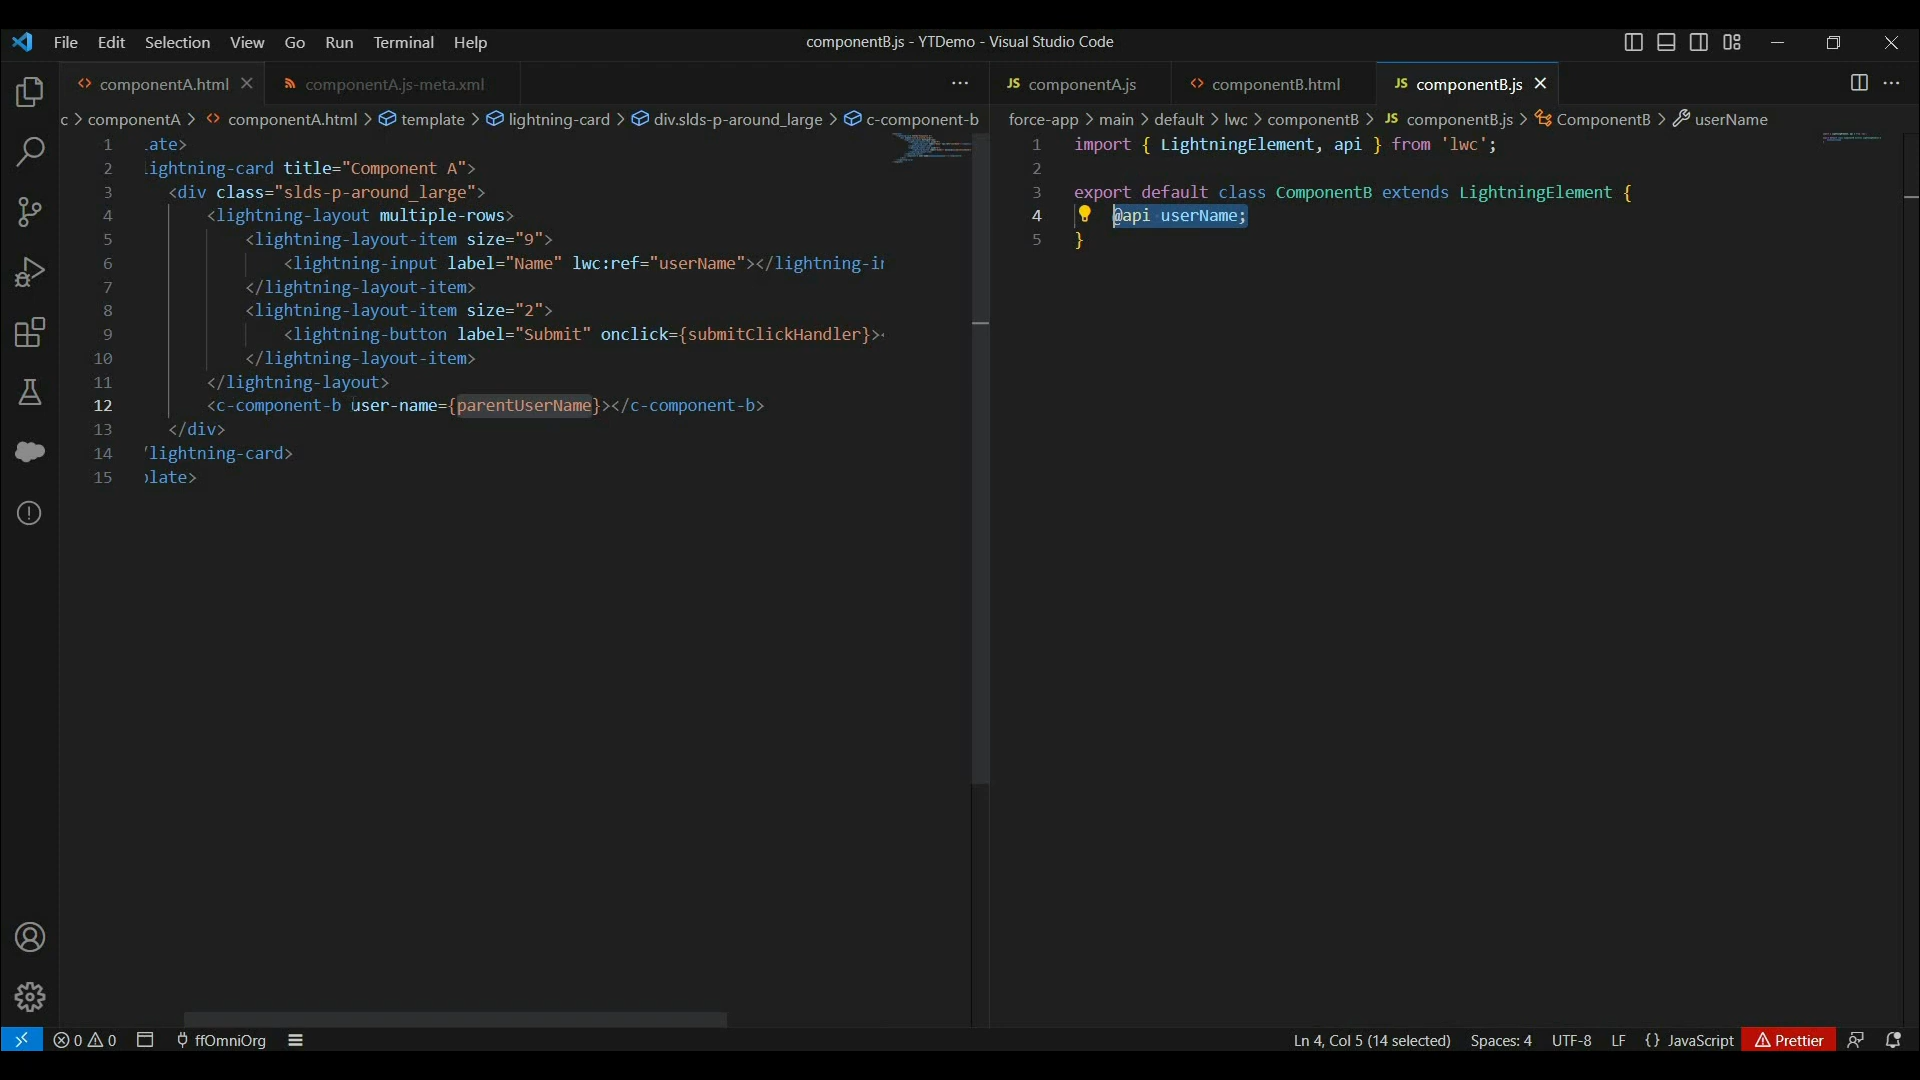 File Edit Selection View Go Run Terminal Help
componentB.js - YTDemo - Visual Studio Code
componentA.html
componentA.js-meta.xml
c > componentA > componentA.html > template > lightning-card > div.slds-p-around_large > c-component-b
1 late>
2 lightning-card title="Component A">
3 <div class="slds-p-around_large">
4 <lightning-layout multiple-rows>
5 <lightning-layout-item size="9">
6 <lightning-input label="Name" lwc:ref="userName"></lightning-in
7 </lightning-layout-item>
8 <lightning-layout-item size="2">
9 <lightning-button label="Submit" onclick={submitClickHandler}><
10 </lightning-layout-item>
11 </lightning-layout>
12 <c-component-b user-name={parentUserName}></c-component-b>
13 </div>
14 /lightning-card>
15 plate>
JS componentA.js
componentB.html
JS componentB.js
force-app > main > default > lwc > componentB > JS componentB.js > ComponentB > userName
1 import { LightningElement, api } from 'lwc';
2
3 export default class ComponentB extends LightningElement {
4 @api userName;
5 }
0 0 ffOmniOrg
Ln 4, Col 5 (14 selected) Spaces: 4 UTF-8 LF {} JavaScript Prettier